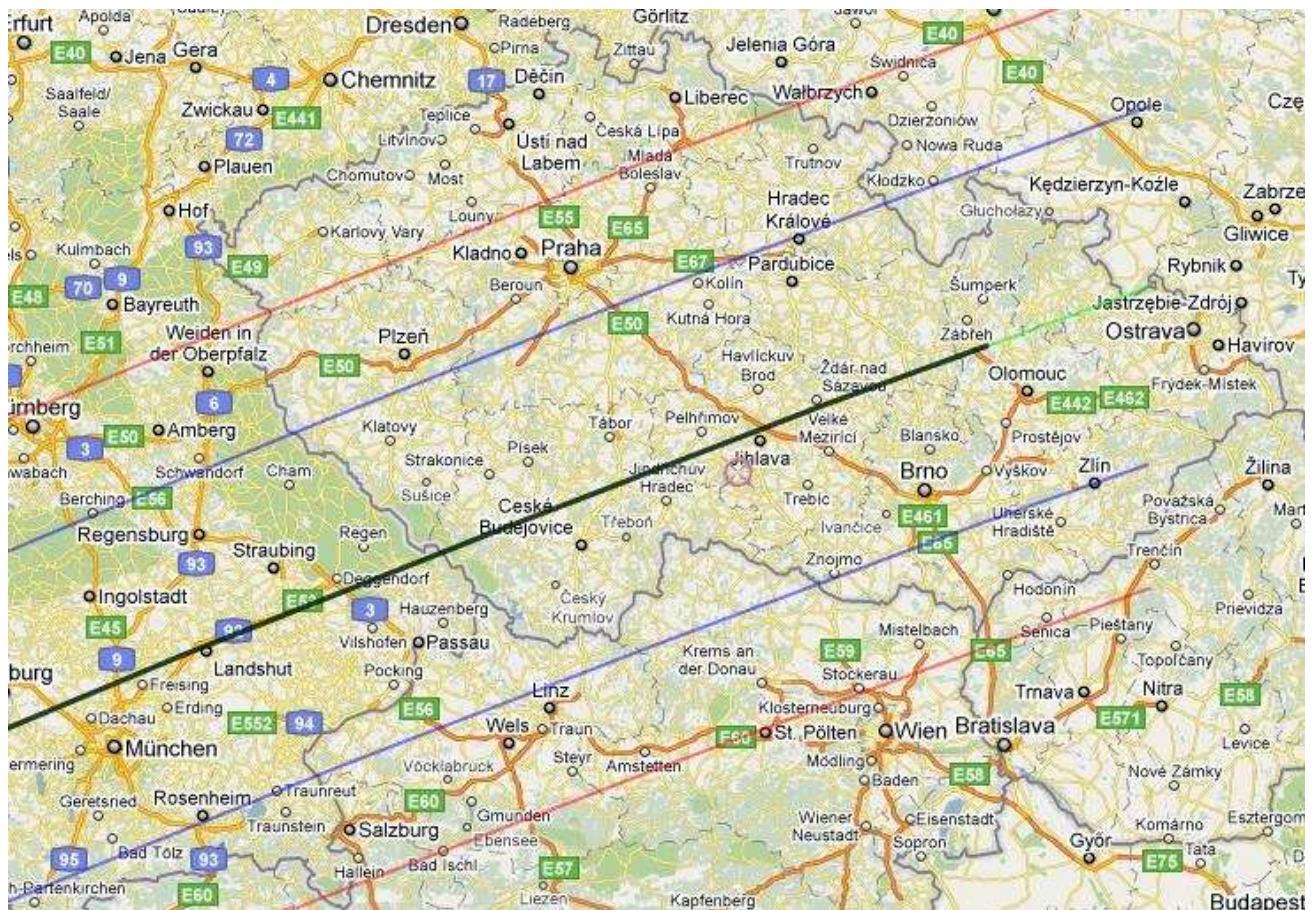 Apolda
Görlitz
Jawor
Erfurt
Dresden
Radeberg
E40
E40
Jena
Gera
Pirna
Zittau
Jelenia Góra
E40
Świdnica
4
Chemnitz
17
Děčín
Liberec
Wałbrzych
Saalfeld/
Saale
Zwickau
E441
Teplice
Ústí nad
Labem
Česká Lípa
Dzierżoniów
Opole
72
Litvínov
Mladá
Boleslav
Trutnov
Nowa Ruda
Plauen
Chomutov
Most
Kłodzko
Kędzierzyn-Koźle
Zabrze
Hof
Louny
E55
E65
Hradec
Králové
Głuchołazy
Gliwice
93
Karlovy Vary
Kladno
Praha
Kulmbach
9
E49
E67
Pardubice
Rybnik
70
E48
Bayreuth
Beroun
Kolín
Kutná Hora
Šumperk
Jastrzębie-Zdrój
E51
Weiden in
der Oberpfalz
Plzeň
E50
E50
Zábřeh
Ostrava
Havirov
Havlíckuv
Brod
Ždár nad
Sázavou
Olomouc
Frýdek-Místek
6
E442
E462
Nürnberg
E50
3
Amberg
Klatovy
Tábor
Pelhřimov
Velké
Mezirící
Blansko
Prostějov
Schwabach
Schwandorf
Cham
Strakonice
Písek
Jindřichuv
Hradec
Jihlava
Brno
Vyškov
Zlín
Žilina
Berching
E56
Sušice
České
Budejovice
Trebic
Ivančice
E461
Uherské
Hradiště
Považská
Bystrica
Regensburg
Regen
Třeboň
E65
Trenčín
93
Straubing
Deggendorf
Znojmo
Hodonín
Ingolstadt
E45
3
Hauzenberg
Český
Krumlov
Prievidza
Vilshofen
Passau
Mistelbach
Senica
Piešťany
9
92
Landshut
Krems an
der Donau
E59
E65
Topoľčany
Freising
Pocking
Stockerau
Trnava
Nitra
E58
Erding
Dachau
E552
94
E56
Linz
Klosterneuburg
E571
München
Wels
Traun
E60
St. Pölten
Wien
Bratislava
Levice
Vöcklabruck
Steyr
Amstetten
Mödling
Baden
E58
Nové Zámky
Geretsried
Rosenheim
Traunreut
E60
Traunstein
Gmunden
Wiener
Neustadt
Eisenstadt
Komárno
Esztergom
Bad Tölz
Salzburg
Ebensee
Sopron
Győr
95
93
Hallein
Bad Ischl
E57
E75
Tata
E60
Liezen
Kapfenberg
Budapest